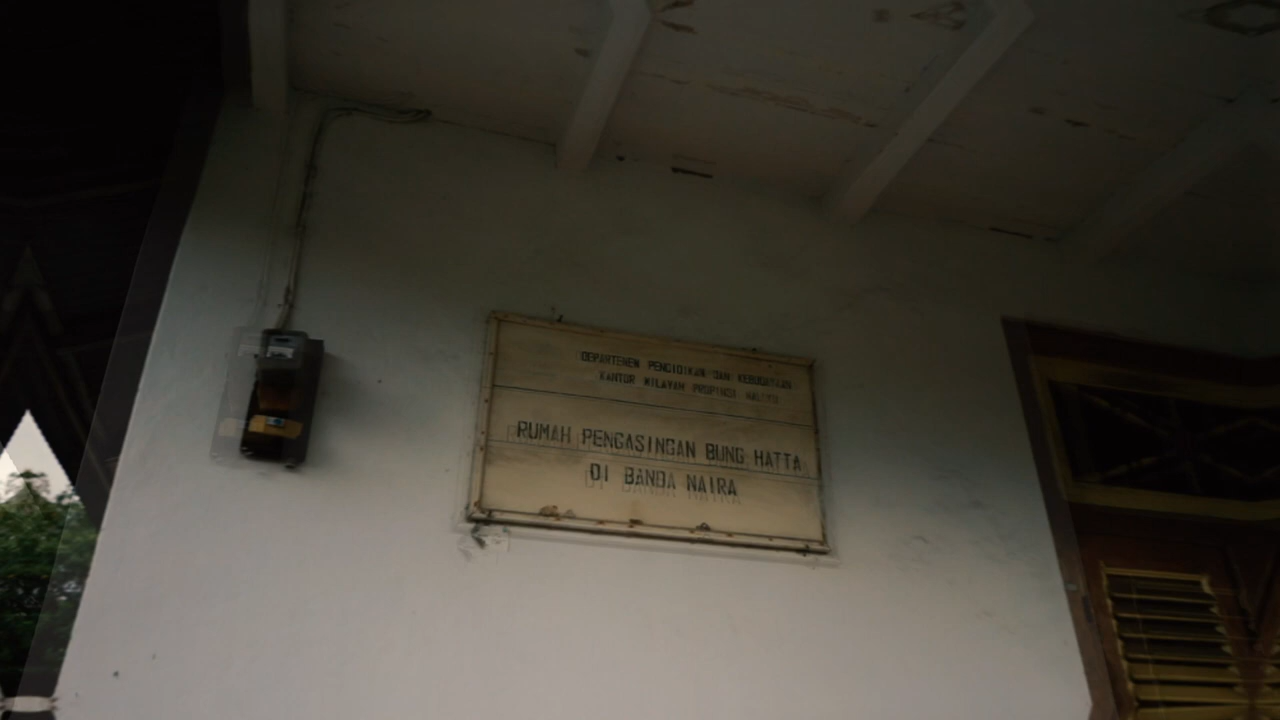 DEPARTEMEN PENDIDIKAN DAN KEBUDAYAAN
KANTOR WILAYAH PROPINSI MALUKU
RUMAH PENGASINGAN BUNG HATTA
DI BANDA NAIRA